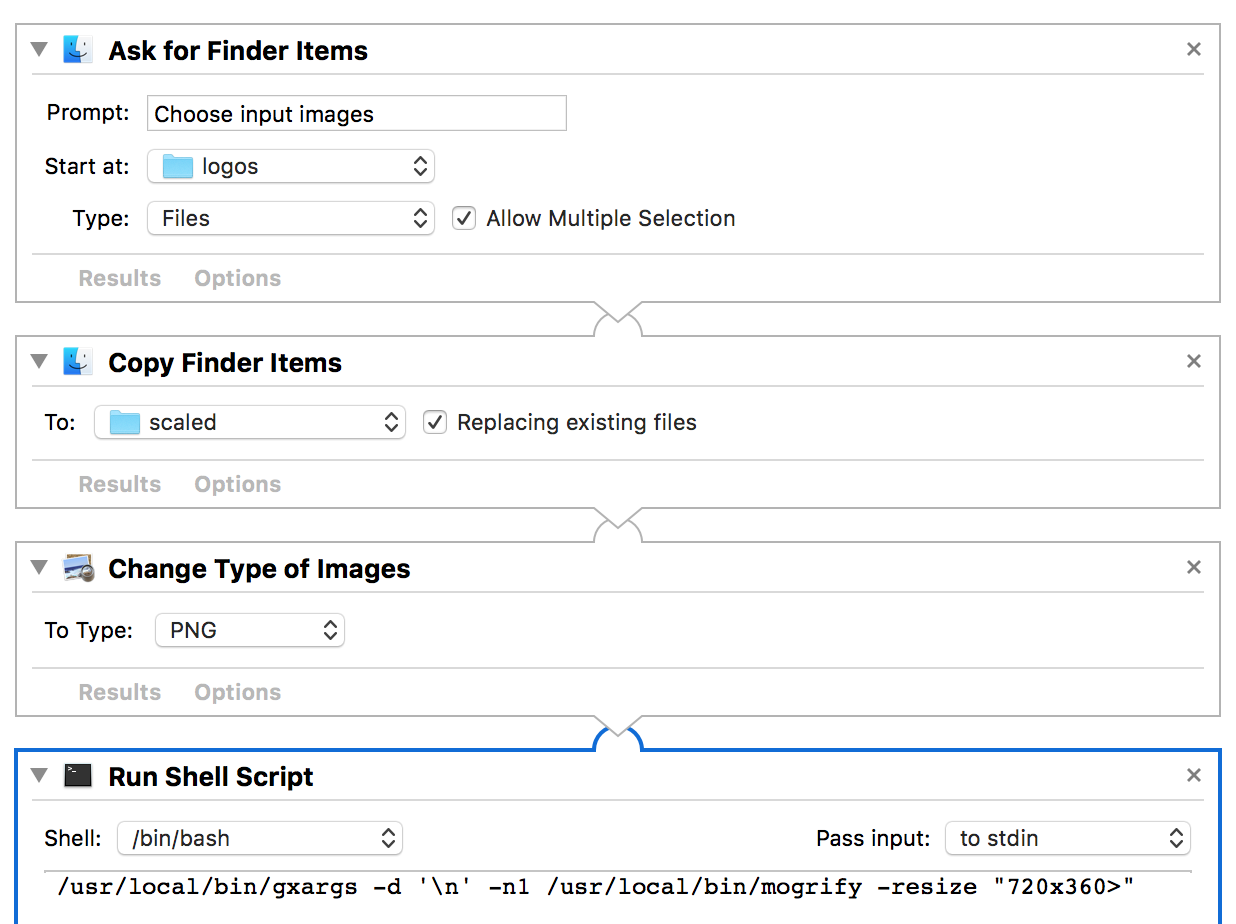 Ask for Finder Items
Prompt: Choose input images
Start at: logos
Type: Files Allow Multiple Selection
Results Options
Copy Finder Items
To: scaled Replacing existing files
Results Options
Change Type of Images
To Type: PNG
Results Options
Run Shell Script
Shell: /bin/bash Pass input: to stdin
/usr/local/bin/gxargs -d '\n' -n1 /usr/local/bin/mogrify -resize "720x360>"